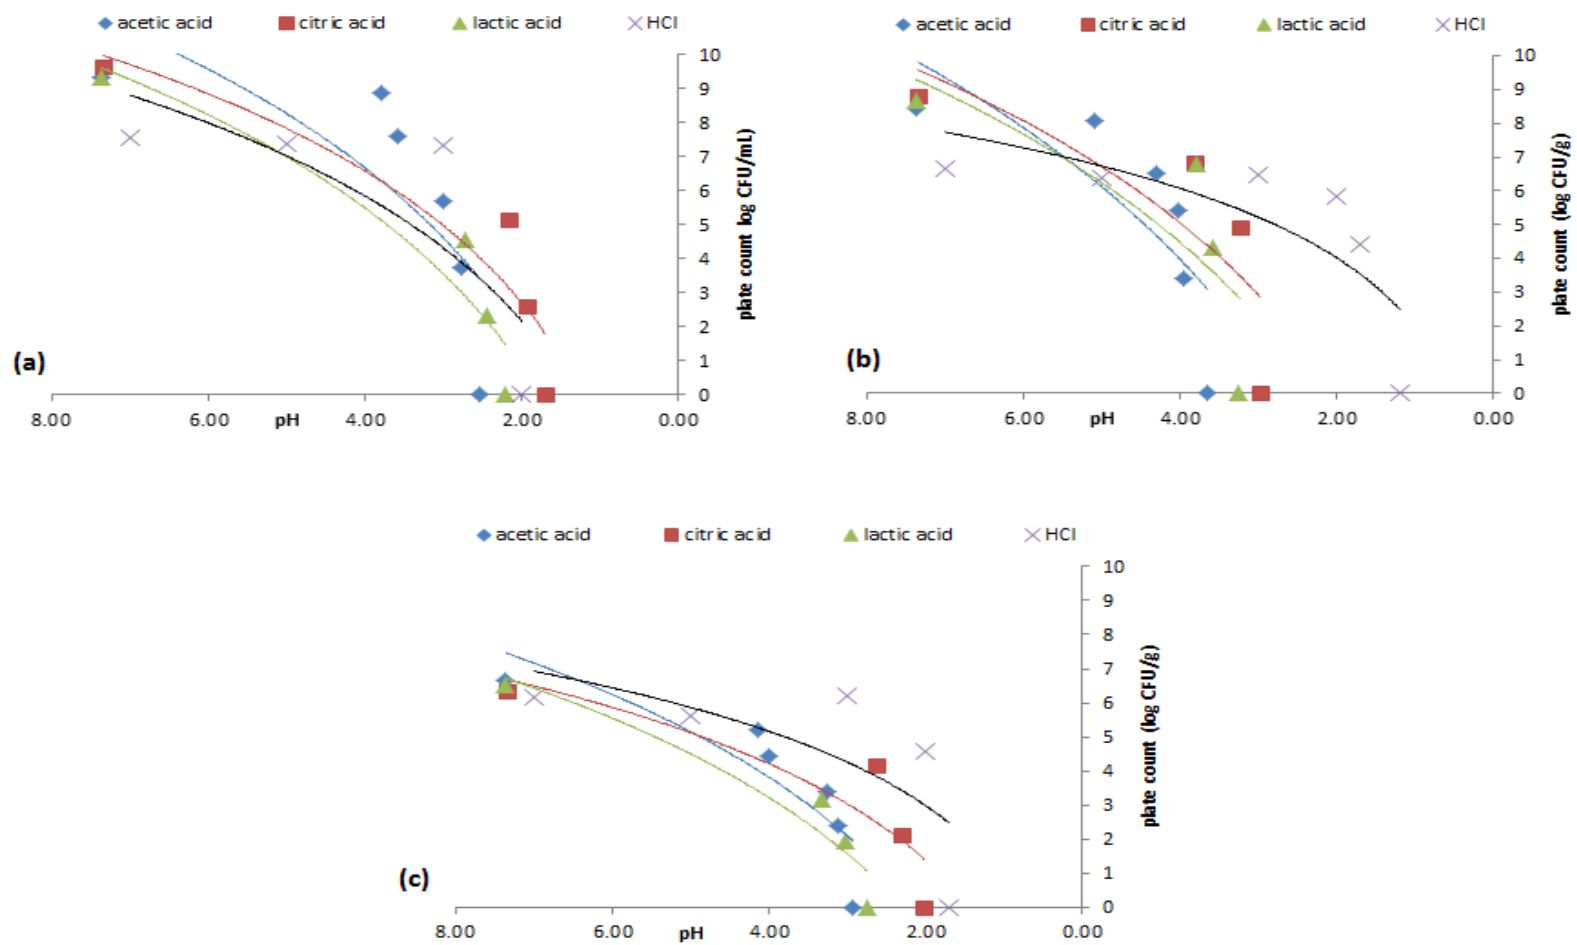 acetic acid citric acid lactic acid HCl
10
9
8
7
6
5
4
3
2
1
0
plate count log CFU/mL)
(a)
8.00 6.00 4.00 2.00 0.00
pH
acetic acid citric acid lactic acid HCl
10
9
8
7
6
5
4
3
2
1
0
plate count (log CFU/g)
(b)
8.00 6.00 4.00 2.00 0.00
pH
acetic acid citric acid lactic acid HCl
10
9
8
7
6
5
4
3
2
1
0
plate count (log CFU/g)
(c)
8.00 6.00 4.00 2.00 0.00
pH